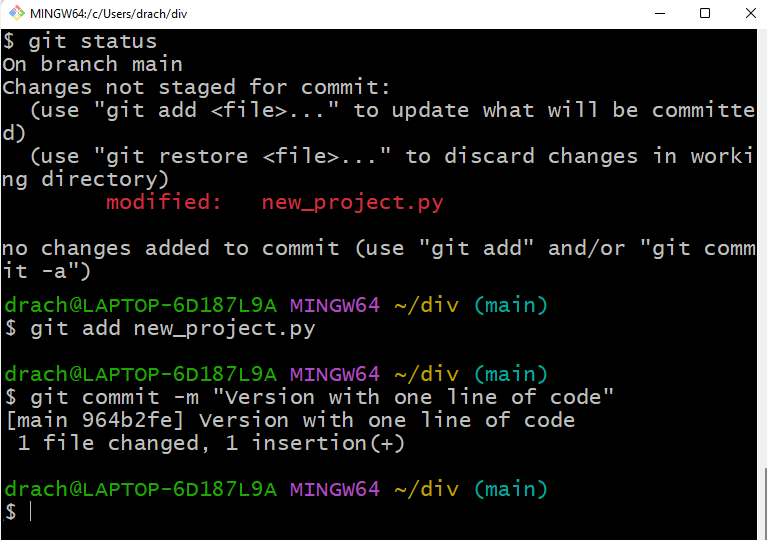 MINGW64:/c/Users/drach/div
$ git status
On branch main
Changes not staged for commit:
  (use "git add <file>..." to update what will be committe
d)
  (use "git restore <file>..." to discard changes in worki
ng directory)
        modified:   new_project.py
no changes added to commit (use "git add" and/or "git comm
it -a")
drach@LAPTOP-6D187L9A MINGW64 ~/div (main)
$ git add new_project.py
drach@LAPTOP-6D187L9A MINGW64 ~/div (main)
$ git commit -m "Version with one line of code"
[main 964b2fe] Version with one line of code
 1 file changed, 1 insertion(+)
drach@LAPTOP-6D187L9A MINGW64 ~/div (main)
$